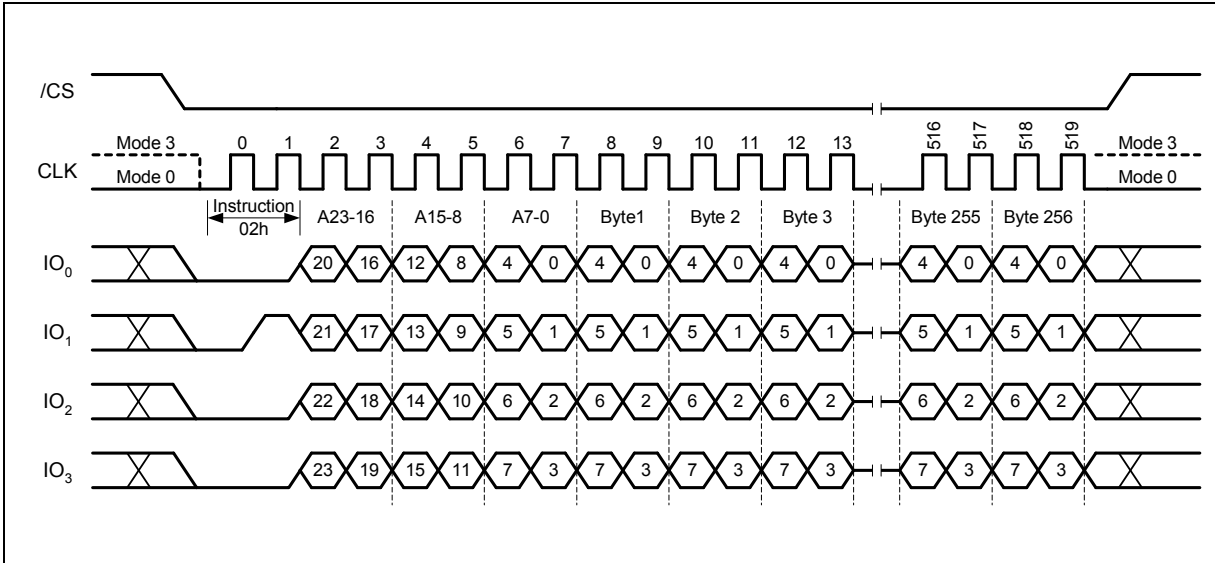 /CS
Mode 3 0 1 2 3 4 5 6 7 8 9 10 11 12 13 516 517 518 519 Mode 3
CLK
Mode 0 Mode 0
Instruction
02h A23-16 A15-8 A7-0 Byte1 Byte 2 Byte 3 Byte 255 Byte 256
IO0 20 16 12 8 4 0 4 0 4 0 4 0 4 0 4 0
IO1 21 17 13 9 5 1 5 1 5 1 5 1 5 1 5 1
IO2 22 18 14 10 6 2 6 2 6 2 6 2 6 2 6 2
IO3 23 19 15 11 7 3 7 3 7 3 7 3 7 3 7 3